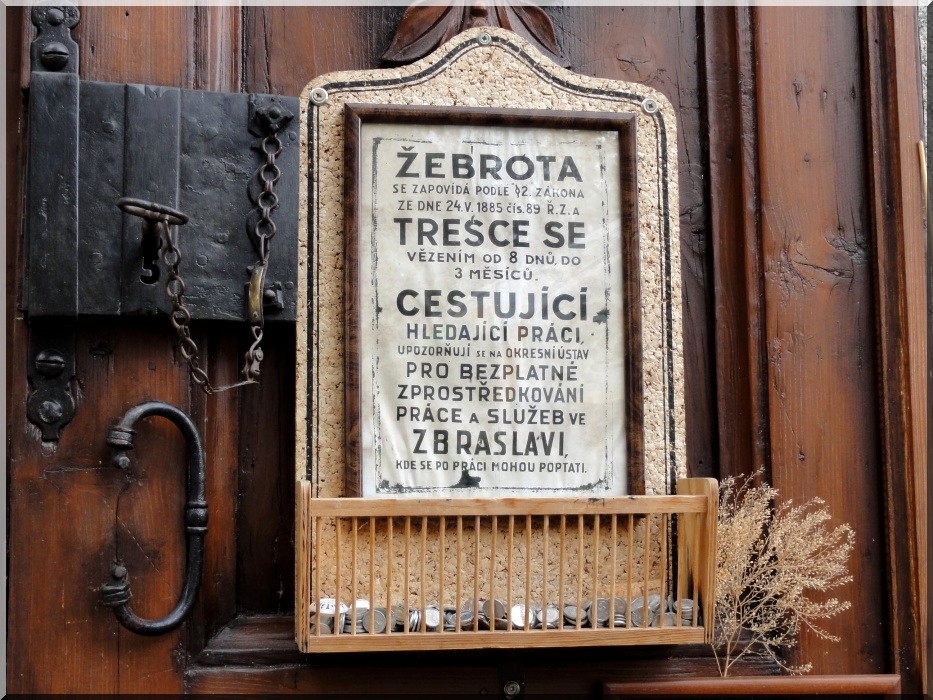 ŽEBROTA
SE ZAPOVÍDÁ PODLE §2. ZÁKONA
ZE DNE 24.V. 1885 čís. 89 Ř.Z. A
TRESCE SE
VĚZENÍM OD 8 DNŮ, DO
3 MĚSÍCŮ.
CESTUJÍCÍ
HLEDAJÍCÍ PRÁCI,
UPOZORŇUJÍ SE NA OKRESNÍ ÚSTAV
PRO BEZPLATNÉ
ZPROSTŘEDKOVÁNÍ
PRÁCE A SLUŽEB VE
ZBRASLAVI,
KDE SE PO PRÁCI MOHOU POPTATI.